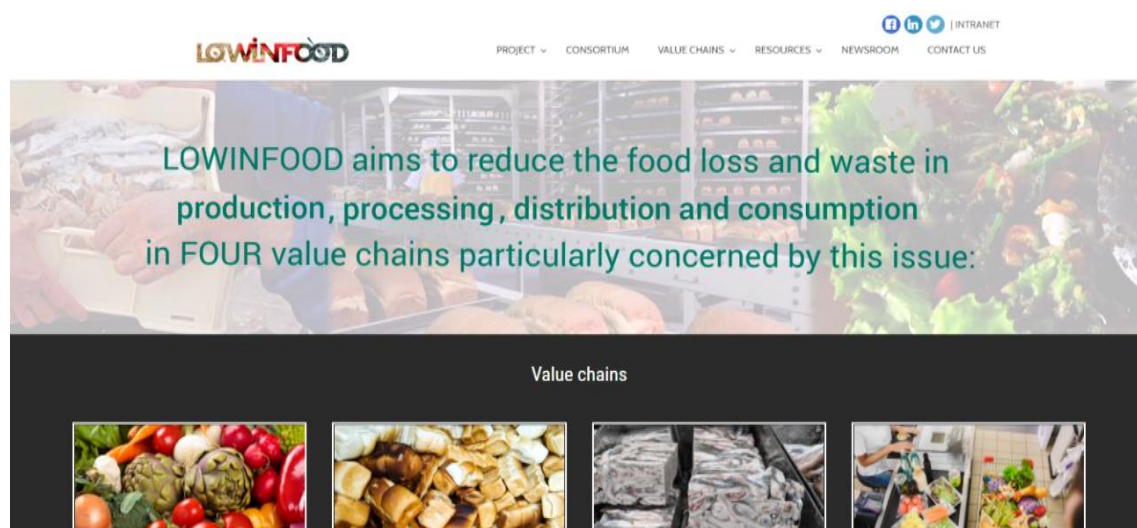 | INTRANET
LOWINFOOD
PROJECT CONSORTIUM VALUE CHAINS RESOURCES NEWSROOM CONTACT US
LOWINFOOD aims to reduce the food loss and waste in
production, processing, distribution and consumption
in FOUR value chains particularly concerned by this issue:
Value chains